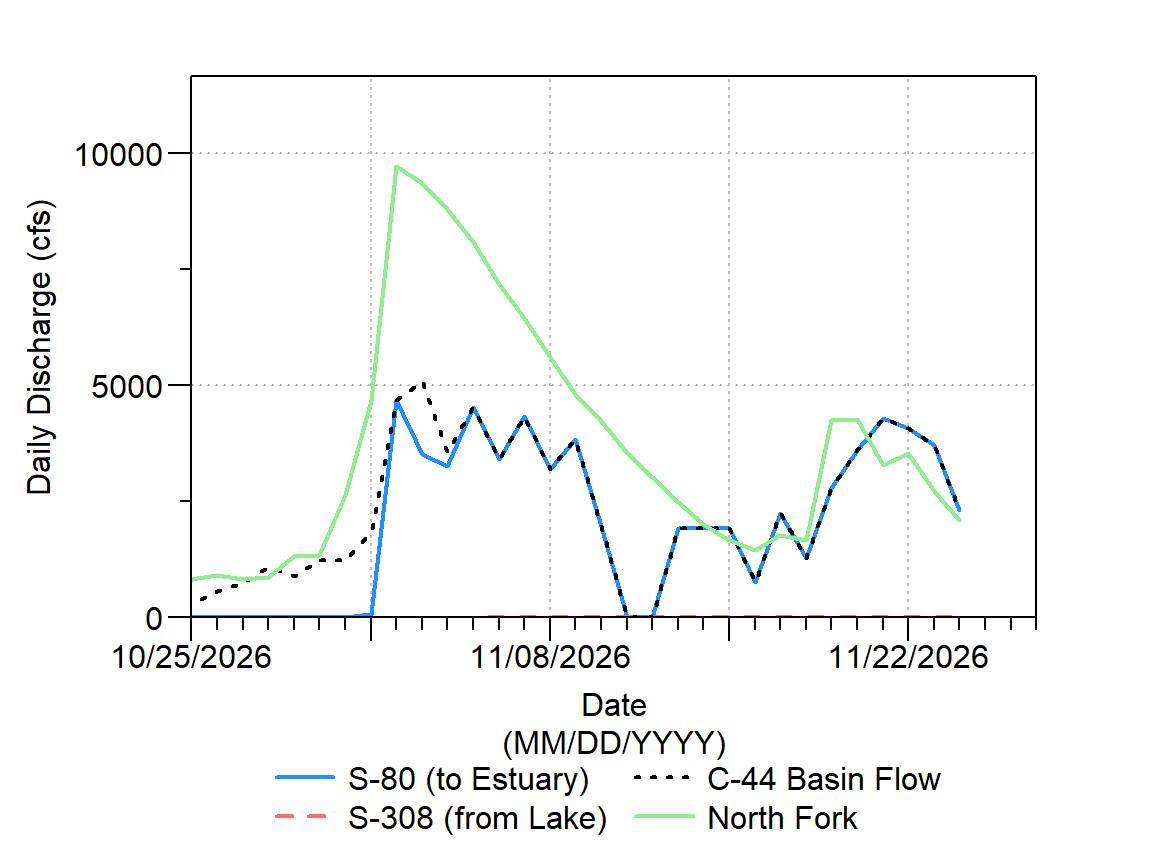 10000
5000
0
Daily Discharge (cfs)
10/25/2026
11/08/2026
11/22/2026
Date
(MM/DD/YYYY)
S-80 (to Estuary)
C-44 Basin Flow
S-308 (from Lake)
North Fork